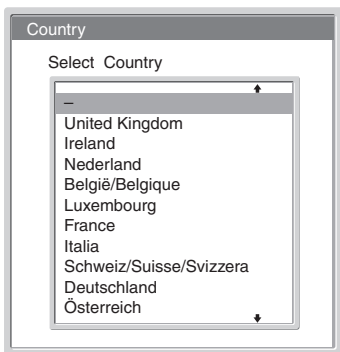 Country
Select Country
–
United Kingdom
Ireland
Nederland
België/Belgique
Luxembourg
France
Italia
Schweiz/Suisse/Svizzera
Deutschland
Österreich